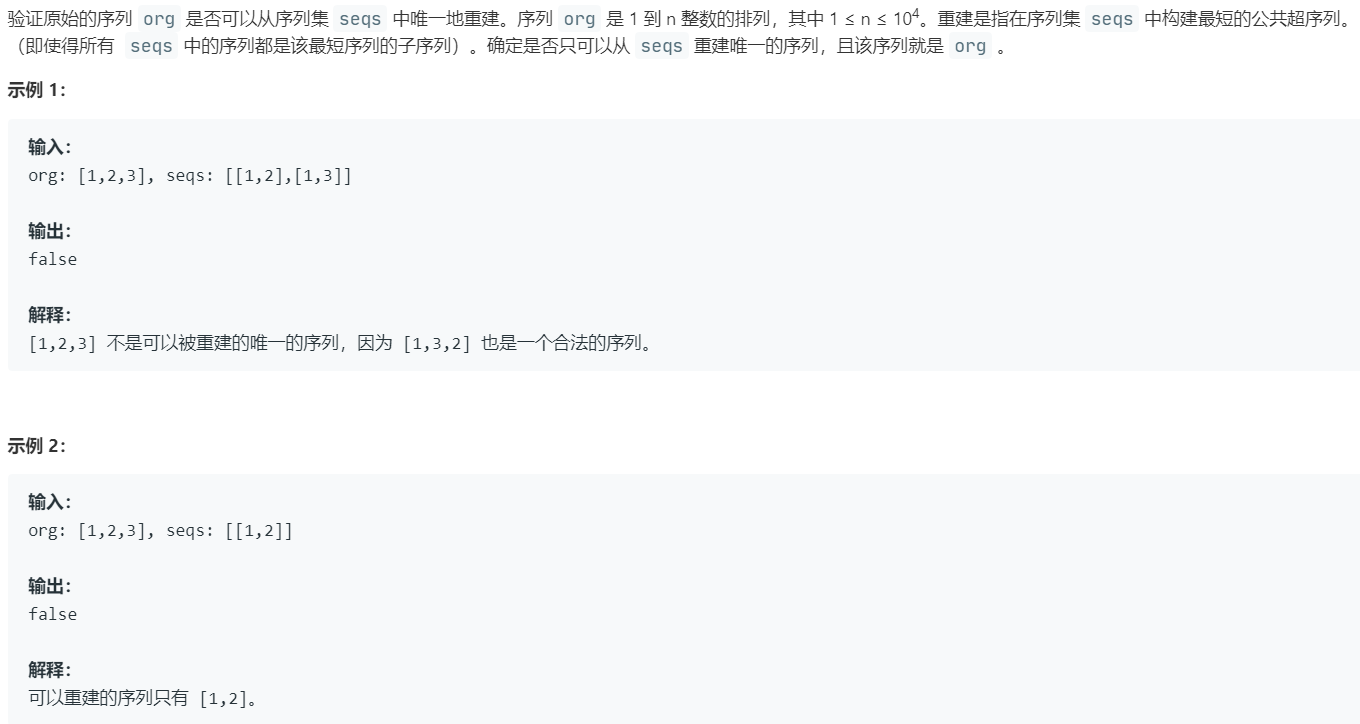 验证原始的序列 org 是否可以从序列集 seqs 中唯一地重建。序列 org 是 1 到 n 整数的排列，其中 1 ≤ n ≤ 10⁴。重建是指在序列集 seqs 中构建最短的公共超序列。
（即使得所有 seqs 中的序列都是该最短序列的子序列）。确定是否只可以从 seqs 重建唯一的序列，且该序列就是 org 。
示例 1：
输入：
org: [1,2,3], seqs: [[1,2],[1,3]]
输出：
false
解释：
[1,2,3] 不是可以被重建的唯一的序列，因为 [1,3,2] 也是一个合法的序列。
示例 2：
输入：
org: [1,2,3], seqs: [[1,2]]
输出：
false
解释：
可以重建的序列只有 [1,2]。